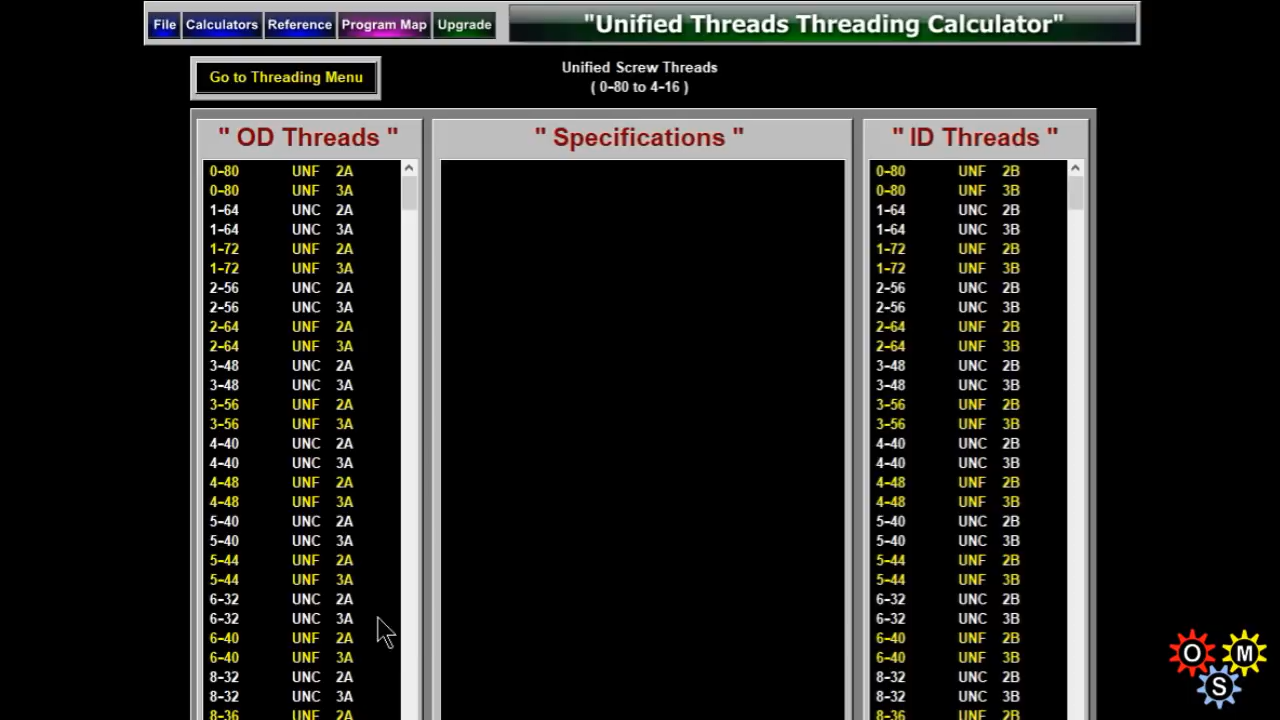 File Calculators Reference Program Map Upgrade
"Unified Threads Threading Calculator"
Go to Threading Menu
Unified Screw Threads
( 0-80 to 4-16 )
" OD Threads "
0-80 UNF 2A
0-80 UNF 3A
1-64 UNC 2A
1-64 UNC 3A
1-72 UNF 2A
1-72 UNF 3A
2-56 UNC 2A
2-56 UNC 3A
2-64 UNF 2A
2-64 UNF 3A
3-48 UNC 2A
3-48 UNC 3A
3-56 UNF 2A
3-56 UNF 3A
4-40 UNC 2A
4-40 UNC 3A
4-48 UNF 2A
4-48 UNF 3A
5-40 UNC 2A
5-40 UNC 3A
5-44 UNF 2A
5-44 UNF 3A
6-32 UNC 2A
6-32 UNC 3A
6-40 UNF 2A
6-40 UNF 3A
8-32 UNC 2A
8-32 UNC 3A
8-36 UNF 2A
" Specifications "
" ID Threads "
0-80 UNF 2B
0-80 UNF 3B
1-64 UNC 2B
1-64 UNC 3B
1-72 UNF 2B
1-72 UNF 3B
2-56 UNC 2B
2-56 UNC 3B
2-64 UNF 2B
2-64 UNF 3B
3-48 UNC 2B
3-48 UNC 3B
3-56 UNF 2B
3-56 UNF 3B
4-40 UNC 2B
4-40 UNC 3B
4-48 UNF 2B
4-48 UNF 3B
5-40 UNC 2B
5-40 UNC 3B
5-44 UNF 2B
5-44 UNF 3B
6-32 UNC 2B
6-32 UNC 3B
6-40 UNF 2B
6-40 UNF 3B
8-32 UNC 2B
8-32 UNC 3B
8-36 UNF 2B
O M
S